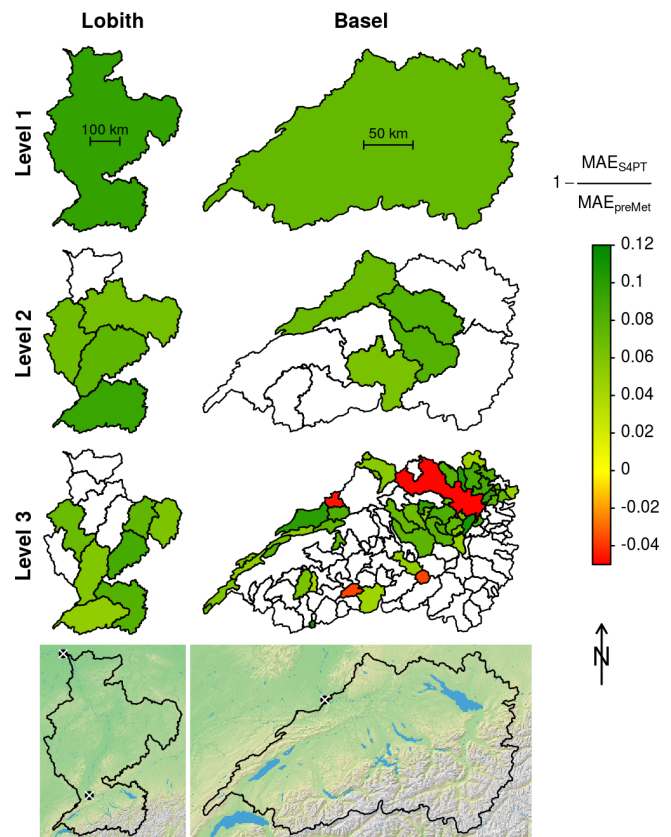 Lobith Basel
Level 1
100 km
50 km
1 –
MAE_S4PT
MAE_preMet
Level 2
0.12
0.1
0.08
0.06
0.04
0.02
0
-0.02
-0.04
Level 3
N